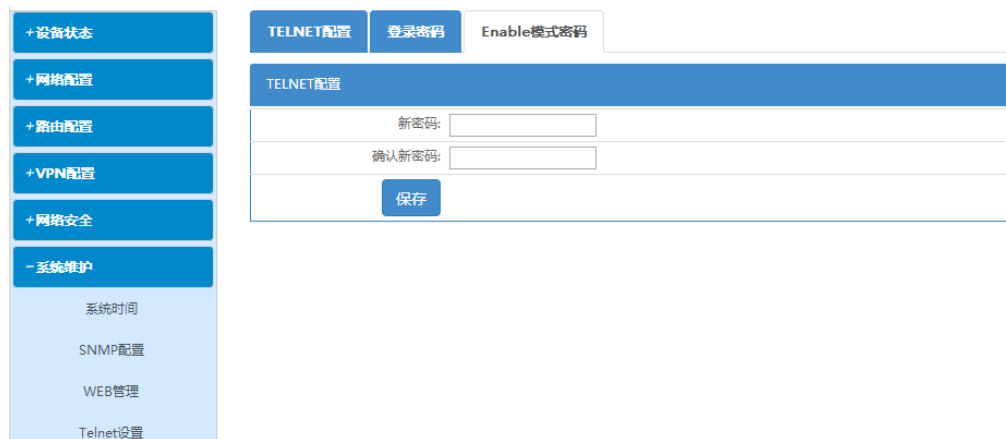 +设备状态
+网络配置
+路由配置
+VPN配置
+网络安全
-系统维护
系统时间
SNMP配置
WEB管理
Telnet设置
TELNET配置 登录密码 Enable模式密码
TELNET配置
新密码:
确认新密码:
保存